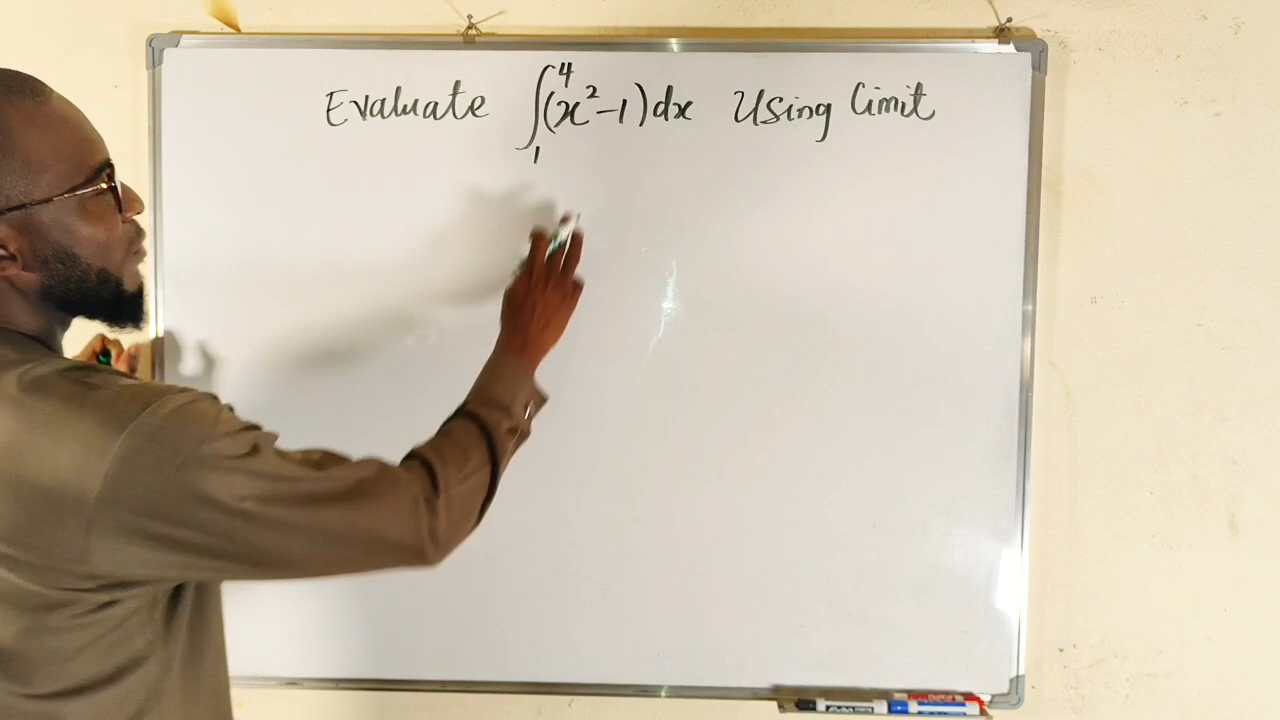 Evaluate ∫₁⁴(x²-1)dx Using limit